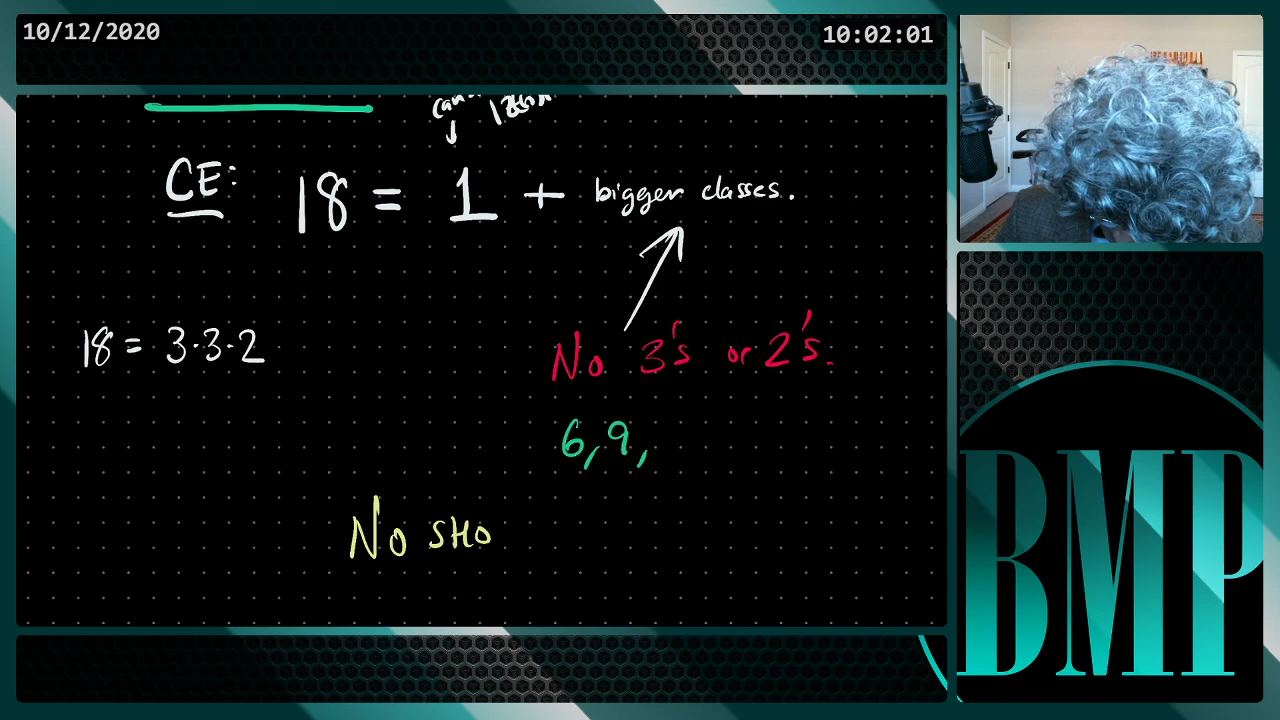 10/12/2020
10:02:01
CE: 18 = 1 + bigger classes.
18 = 3·3·2
No 3's or 2's.
6, 9,
No SHO
BMP